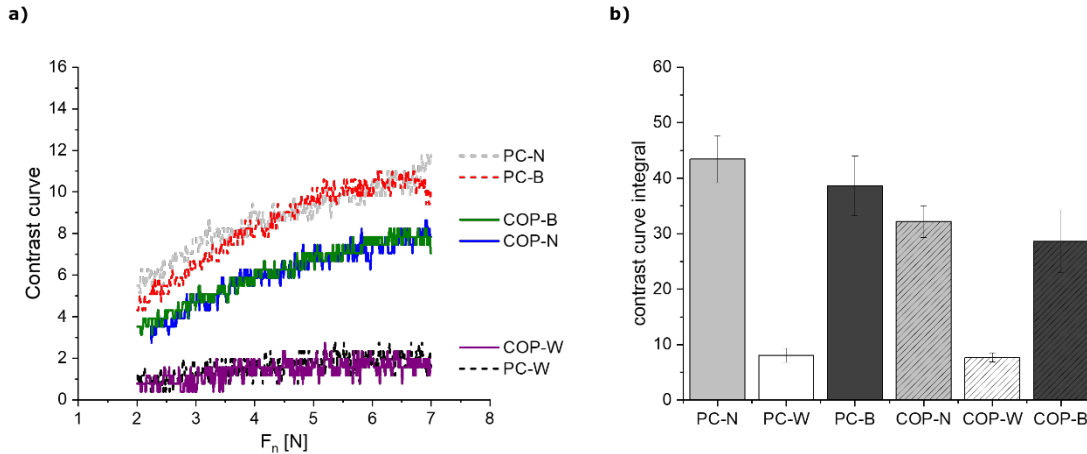 a)
Contrast curve
16
14
12
10
8
6
4
2
0
1
2
3
4
5
6
7
8
Fn [N]
PC-N
PC-B
COP-B
COP-N
COP-W
PC-W
b)
contrast curve integral
60
50
40
30
20
10
0
PC-N
PC-W
PC-B
COP-N
COP-W
COP-B